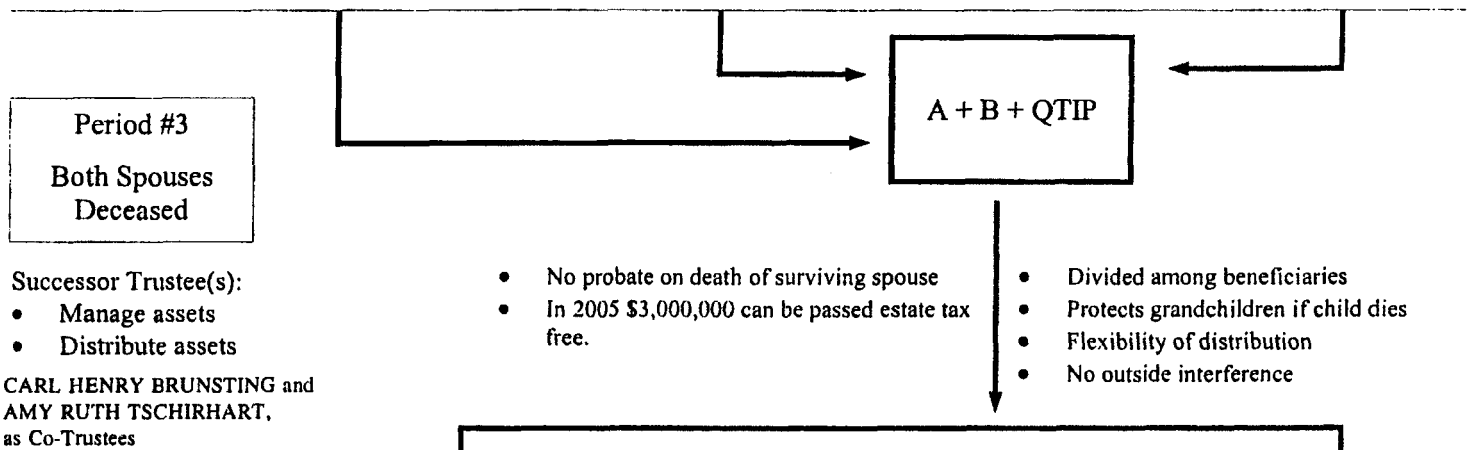 A + B + QTIP
Period #3
Both Spouses
Deceased
Successor Trustee(s):
• Manage assets
• Distribute assets
CARL HENRY BRUNSTING and
AMY RUTH TSCHIRHART,
as Co-Trustees
• No probate on death of surviving spouse
• In 2005 $3,000,000 can be passed estate tax
free.
• Divided among beneficiaries
• Protects grandchildren if child dies
• Flexibility of distribution
• No outside interference